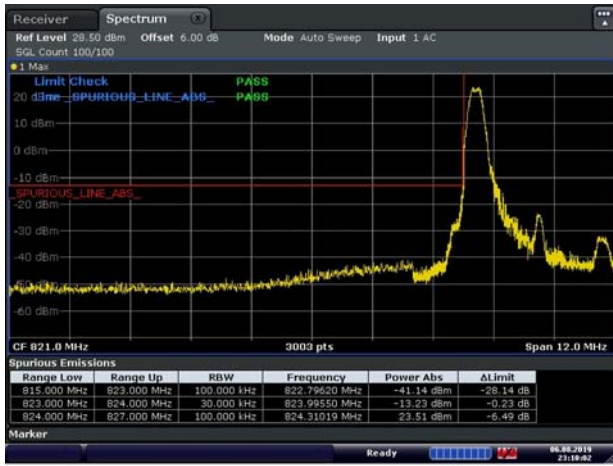 Receiver Spectrum
Ref Level 28.50 dBm Offset 6.00 dB Mode Auto Sweep Input 1 AC
SGL Count 100/100
1 Max
Limit Check PASS
20 dBm Line _SPURIOUS_LINE_ABS_ PASS
10 dBm
0 dBm
-10 dBm
_SPURIOUS_LINE_ABS_
-20 dBm
-30 dBm
-40 dBm
-50 dBm
-60 dBm
CF 821.0 MHz 3003 pts Span 12.0 MHz
Spurious Emissions
Range Low Range Up RBW Frequency Power Abs ΔLimit
815.000 MHz 823.000 MHz 100.000 kHz 822.79620 MHz -41.14 dBm -28.14 dB
823.000 MHz 824.000 MHz 30.000 kHz 823.99550 MHz -13.23 dBm -0.23 dB
824.000 MHz 827.000 MHz 100.000 kHz 824.31019 MHz 23.51 dBm -6.49 dB
Marker
Ready 06.08.2019
23:10:02